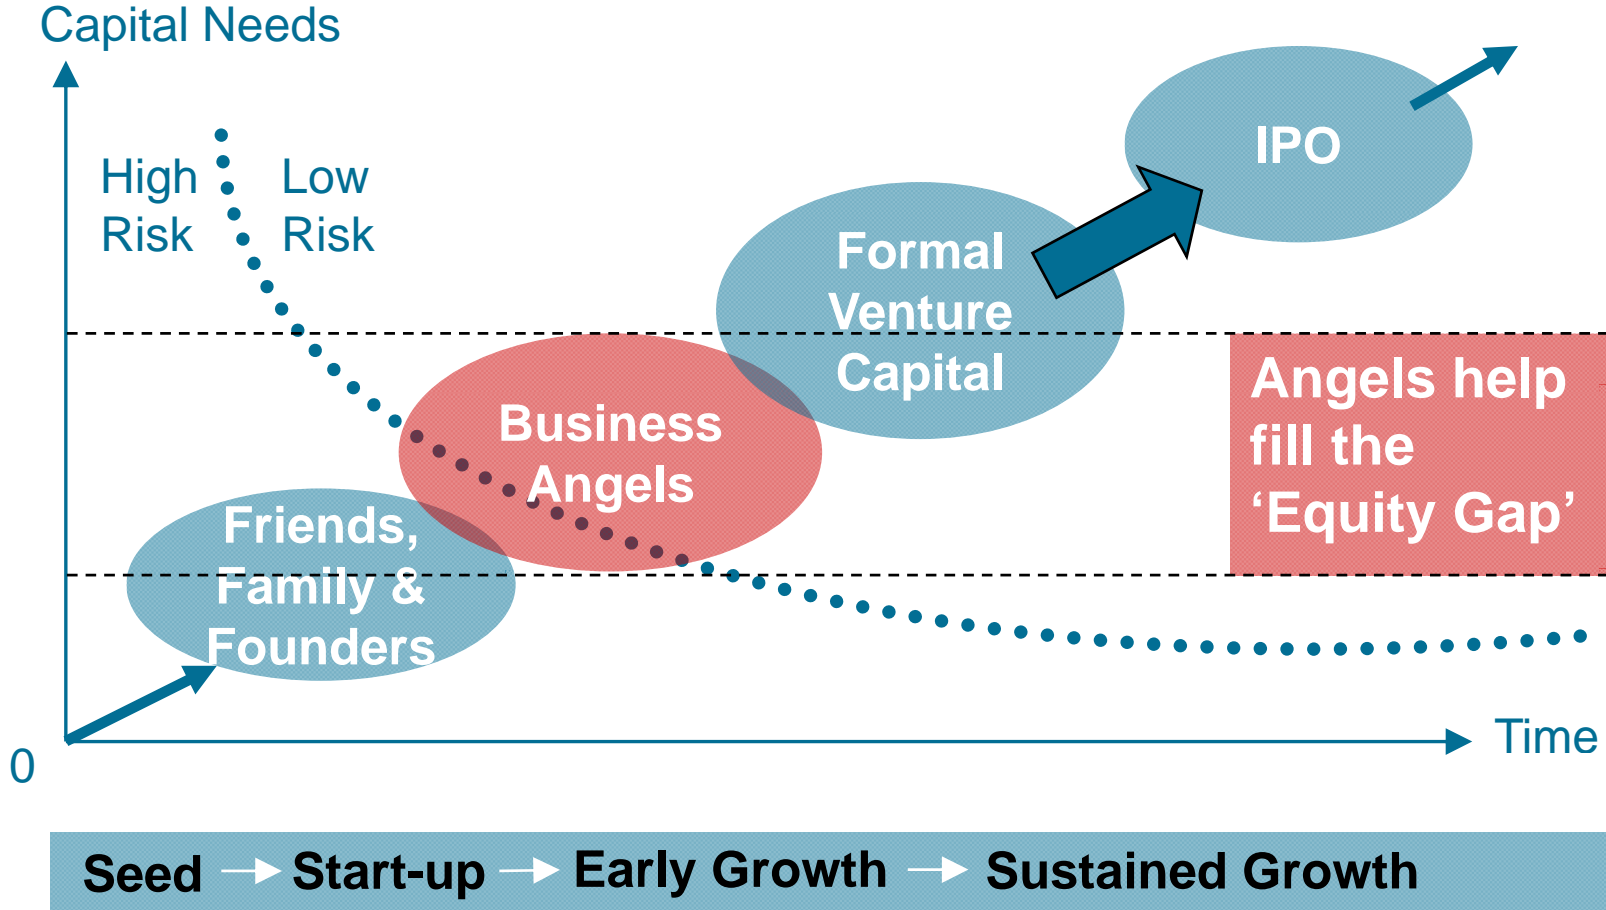 Capital Needs
High
Risk
Low
Risk
IPO
Formal
Venture
Capital
Business
Angels
Angels help
fill the
‘Equity Gap’
Friends,
Family &
Founders
0
Time
Seed Start-up Early Growth Sustained Growth